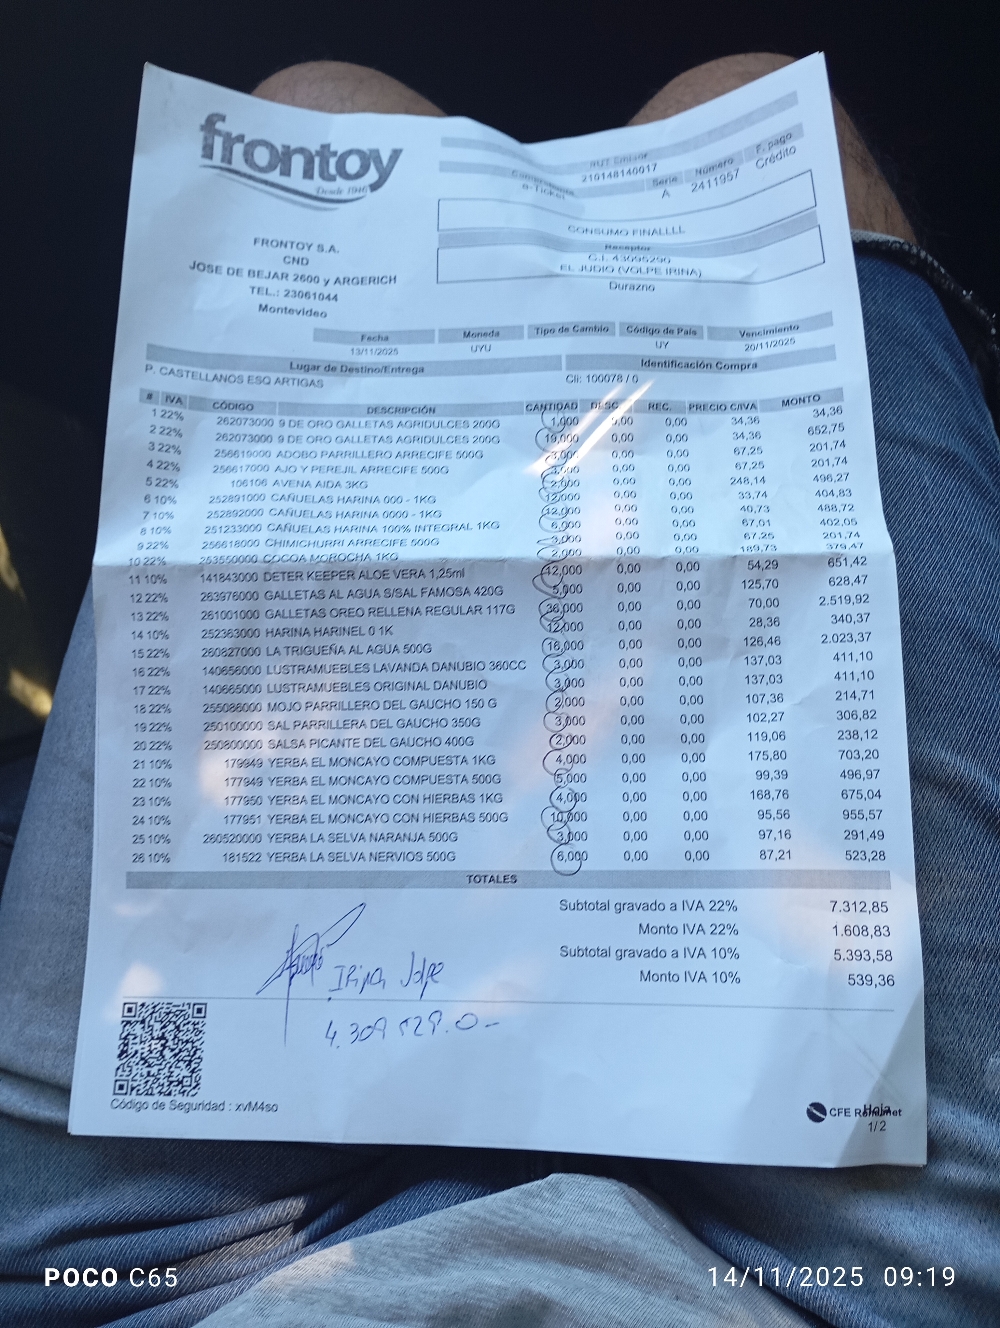 frontoy
Desde 1946
FRONTOY S.A.
CND
JOSE DE BEJAR 2600 y ARGERICH
TEL.: 23061044
Montevideo
RUT Emisor
210148140017
Comprobante Serie Número F. pago
e-Ticket A 2411957 Crédito
CONSUMO FINALLLL
Receptor
C.I. 43095290
EL JUDIO (VOLPE IRINA)
Durazno
Fecha Moneda Tipo de Cambio Código de País Vencimiento
13/11/2025 UYU UY 20/11/2025
Lugar de Destino/Entrega Identificación Compra
P. CASTELLANOS ESQ ARTIGAS Cli: 100078 / 0
# IVA CÓDIGO DESCRIPCIÓN CANTIDAD DESC. REC. PRECIO C/IVA MONTO
1 22% 262073000 9 DE ORO GALLETAS AGRIDULCES 200G 1,000 0,00 0,00 34,36 34,36
2 22% 262073000 9 DE ORO GALLETAS AGRIDULCES 200G 19,000 0,00 0,00 34,36 652,75
3 22% 256619000 ADOBO PARRILLERO ARRECIFE 500G 3,000 0,00 0,00 67,25 201,74
4 22% 256617000 AJO Y PEREJIL ARRECIFE 500G 3,000 0,00 0,00 67,25 201,74
5 22% 106106 AVENA AIDA 3KG 2,000 0,00 0,00 248,14 496,27
6 10% 252891000 CAÑUELAS HARINA 000 - 1KG 12,000 0,00 0,00 33,74 404,83
7 10% 252892000 CAÑUELAS HARINA 0000 - 1KG 12,000 0,00 0,00 40,73 488,72
8 10% 251233000 CAÑUELAS HARINA 100% INTEGRAL 1KG 6,000 0,00 0,00 67,01 402,05
9 22% 256618000 CHIMICHURRI ARRECIFE 500G 3,000 0,00 0,00 67,25 201,74
10 22% 253550000 COCOA MOROCHA 1KG 2,000 0,00 0,00 189,73 379,47
11 10% 141843000 DETER KEEPER ALOE VERA 1,25ml 12,000 0,00 0,00 54,29 651,42
12 22% 263976000 GALLETAS AL AGUA S/SAL FAMOSA 420G 5,000 0,00 0,00 125,70 628,47
13 22% 261001000 GALLETAS OREO RELLENA REGULAR 117G 36,000 0,00 0,00 70,00 2.519,92
14 10% 252363000 HARINA HARINEL 0 1K 12,000 0,00 0,00 28,36 340,37
15 22% 260827000 LA TRIGUEÑA AL AGUA 500G 16,000 0,00 0,00 126,46 2.023,37
16 22% 140656000 LUSTRAMUEBLES LAVANDA DANUBIO 360CC 3,000 0,00 0,00 137,03 411,10
17 22% 140665000 LUSTRAMUEBLES ORIGINAL DANUBIO 3,000 0,00 0,00 137,03 411,10
18 22% 255086000 MOJO PARRILLERO DEL GAUCHO 150 G 2,000 0,00 0,00 107,36 214,71
19 22% 250100000 SAL PARRILLERA DEL GAUCHO 350G 3,000 0,00 0,00 102,27 306,82
20 22% 250800000 SALSA PICANTE DEL GAUCHO 400G 2,000 0,00 0,00 119,06 238,12
21 10% 179949 YERBA EL MONCAYO COMPUESTA 1KG 4,000 0,00 0,00 175,80 703,20
22 10% 177949 YERBA EL MONCAYO COMPUESTA 500G 5,000 0,00 0,00 99,39 496,97
23 10% 177950 YERBA EL MONCAYO CON HIERBAS 1KG 4,000 0,00 0,00 168,76 675,04
24 10% 177951 YERBA EL MONCAYO CON HIERBAS 500G 10,000 0,00 0,00 95,56 955,57
25 10% 260520000 YERBA LA SELVA NARANJA 500G 3,000 0,00 0,00 97,16 291,49
26 10% 181522 YERBA LA SELVA NERVIOS 500G 6,000 0,00 0,00 87,21 523,28
TOTALES
Subtotal gravado a IVA 22% 7.312,85
Monto IVA 22% 1.608,83
Subtotal gravado a IVA 10% 5.393,58
Monto IVA 10% 539,36
Irina Volpe
4.309.529.0-
Código de Seguridad : xvM4so
CFE
Hoja
1/2
POCO C65
14/11/2025 09:19